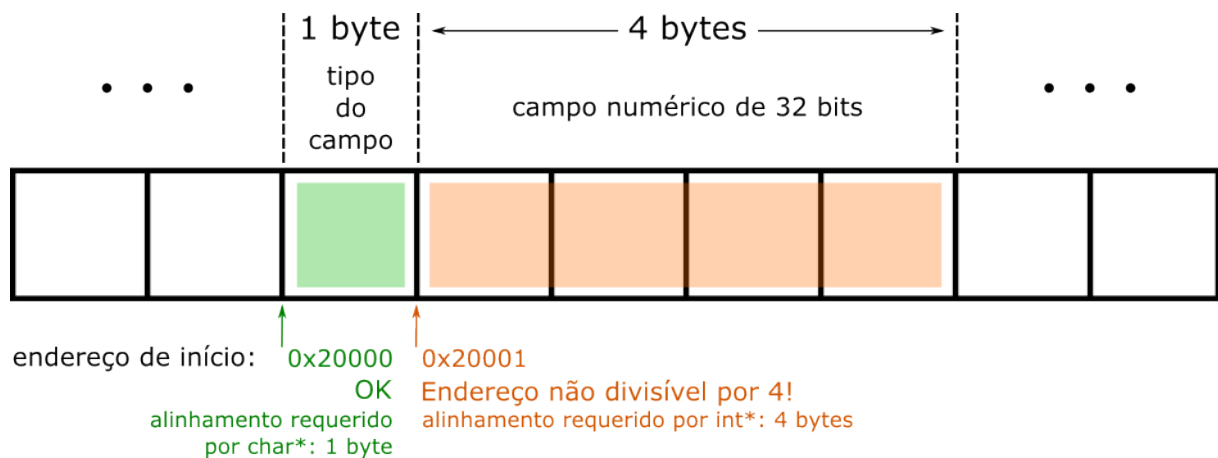 1 byte
4 bytes
tipo
do
campo
campo numérico de 32 bits
endereço de início:
0x20000
OK
alinhamento requerido
por char*: 1 byte
0x20001
Endereço não divisível por 4!
alinhamento requerido por int*: 4 bytes